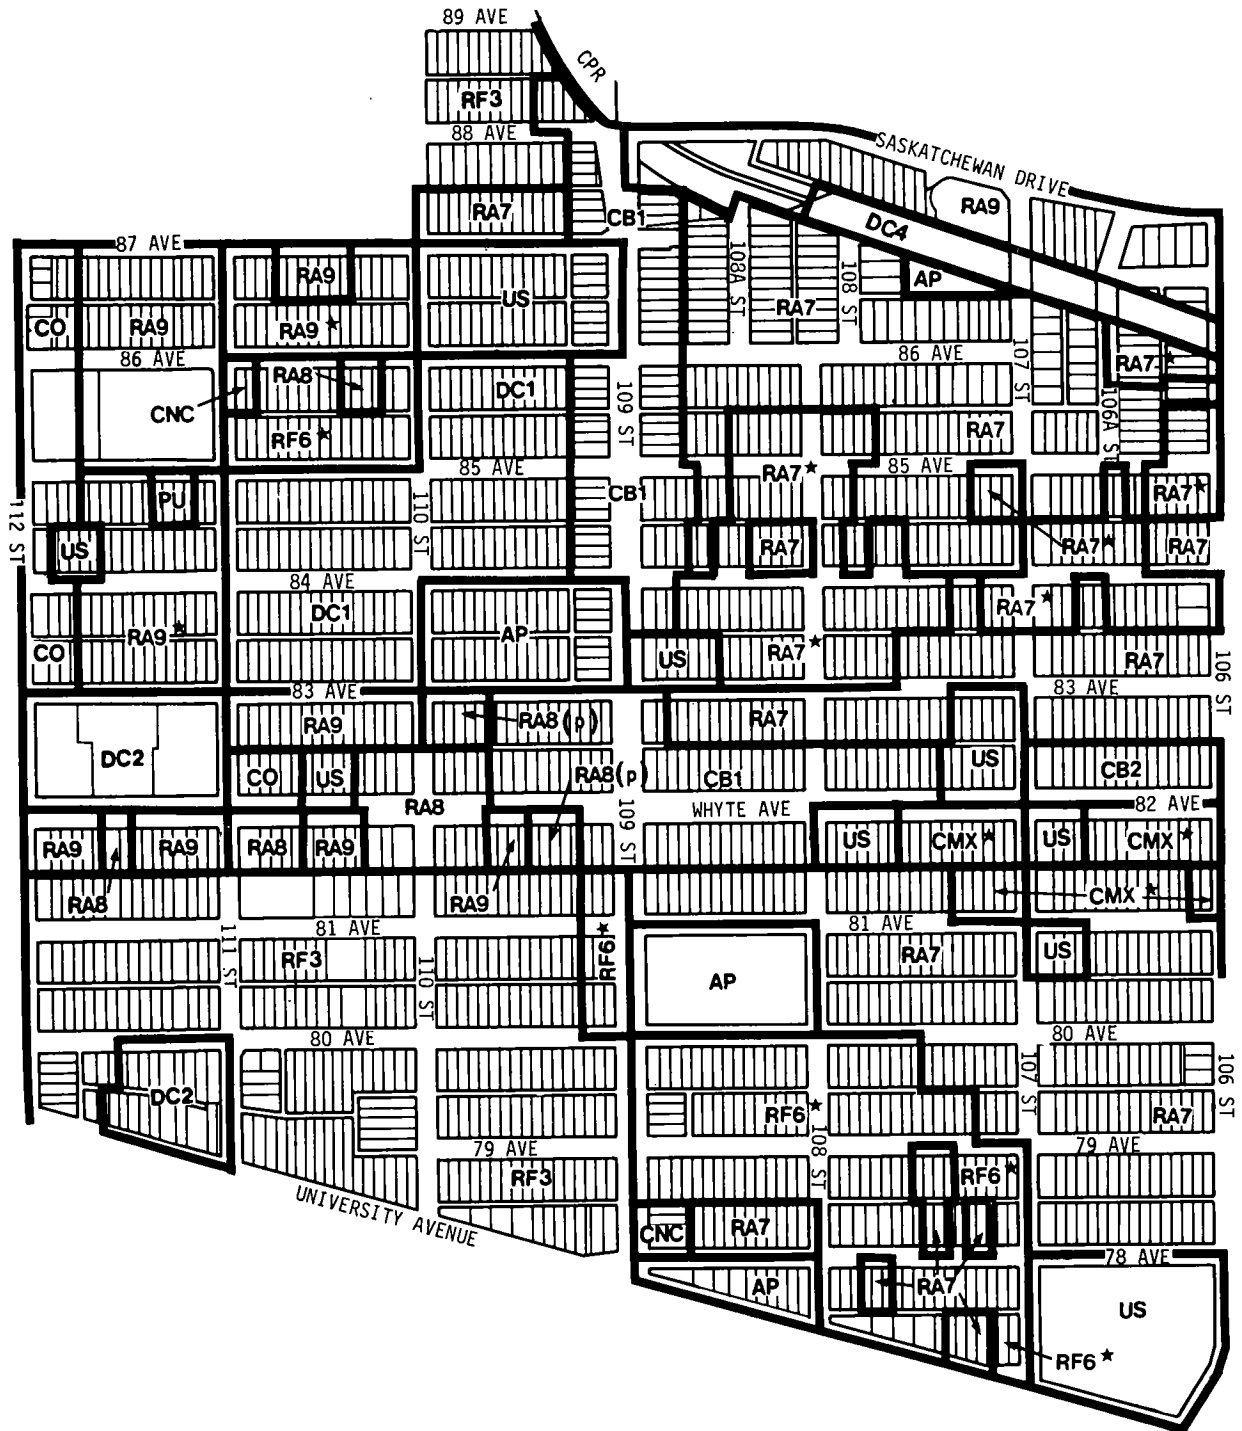 89 AVE
CPR
RF3
88 AVE
SASKATCHEWAN DRIVE
RA7
CB1
RA9
DC4
87 AVE
RA9
108A ST
108 ST
AP
US
RA7
CO
RA9
RA9★
86 AVE
86 AVE
107 ST
RA7★
RA8
DC1
109 ST
106A ST
CNC
RF6★
RA7
85 AVE
RA7★
85 AVE
PU
110 ST
CB1
RA7★
112 ST
US
RA7
RA7★
RA7
84 AVE
DC1
RA7★
RA9★
AP
CO
US
RA7★
RA7
106 ST
83 AVE
83 AVE
RA9
RA8(p)
RA7
DC2
CO
US
RA8(p)
CB1
US
CB2
RA8
WHYTE AVE
82 AVE
109 ST
RA9
RA9
RA8
RA9
US
CMX★
US
CMX★
RA8
RA9
CMX★
81 AVE
81 AVE
111 ST
RF3
110 ST
RF6★
AP
RA7
US
80 AVE
80 AVE
107 ST
106 ST
DC2
RF6★
RA7
79 AVE
108 ST
79 AVE
RF3
RF6★
UNIVERSITY AVENUE
CNC
RA7
78 AVE
AP
RA7
US
RF6★